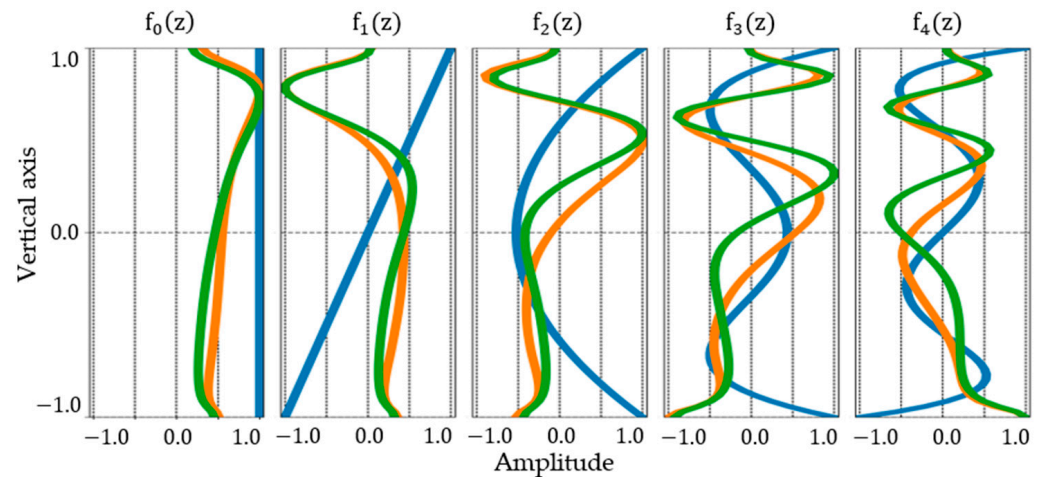 f₀(z) f₁(z) f₂(z) f₃(z) f₄(z)
1.0
0.0
−1.0
Vertical axis
−1.0 0.0 1.0 −1.0 0.0 1.0 −1.0 0.0 1.0 −1.0 0.0 1.0 −1.0 0.0 1.0
Amplitude